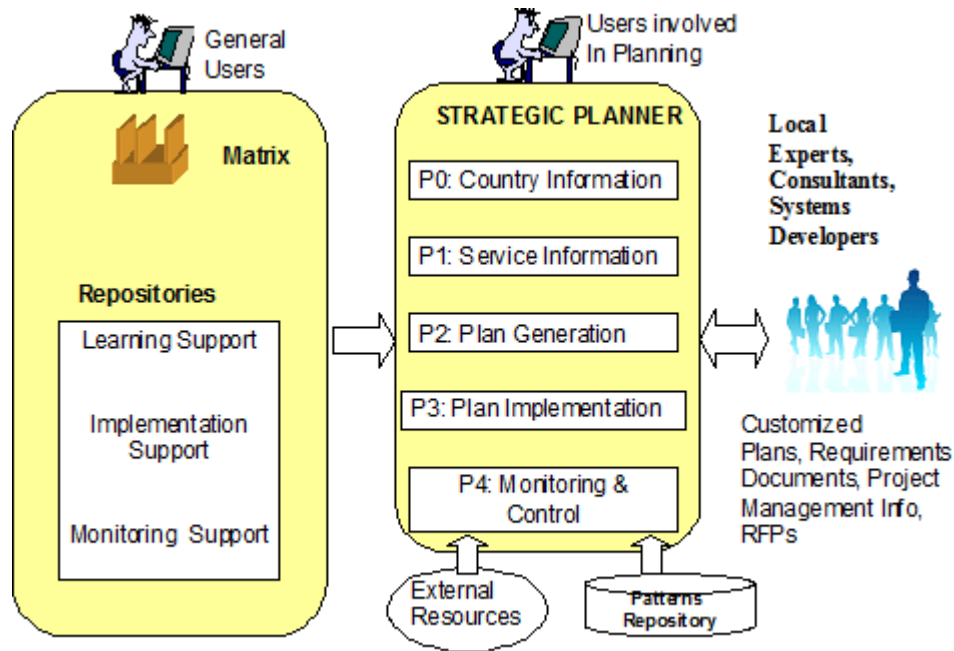 General
Users
Matrix
Repositories
Learning Support
Implementation
Support
Monitoring Support
Users involved
In Planning
STRATEGIC PLANNER
P0: Country Information
P1: Service Information
P2: Plan Generation
P3: Plan Implementation
P4: Monitoring &
Control
External
Resources
Patterns
Repository
Local
Experts,
Consultants,
Systems
Developers
Customized
Plans, Requirements
Documents, Project
Management Info,
RFPs